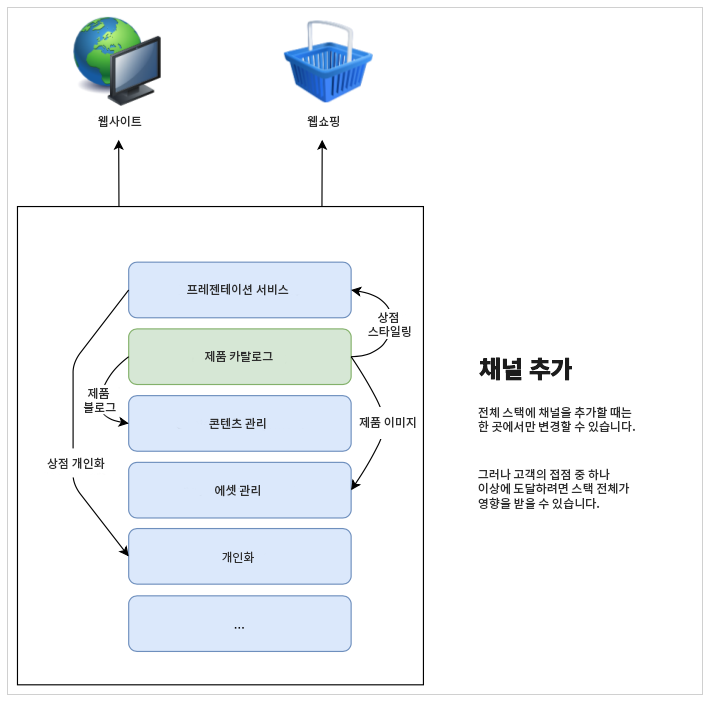 웹사이트
웹쇼핑
프레젠테이션 서비스
상점
스타일링
제품 카탈로그
제품
블로그
콘텐츠 관리
제품 이미지
상점 개인화
에셋 관리
개인화
...
채널 추가
전체 스택에 채널을 추가할 때는
한 곳에서만 변경할 수 있습니다.
그러나 고객의 접점 중 하나
이상에 도달하려면 스택 전체가
영향을 받을 수 있습니다.